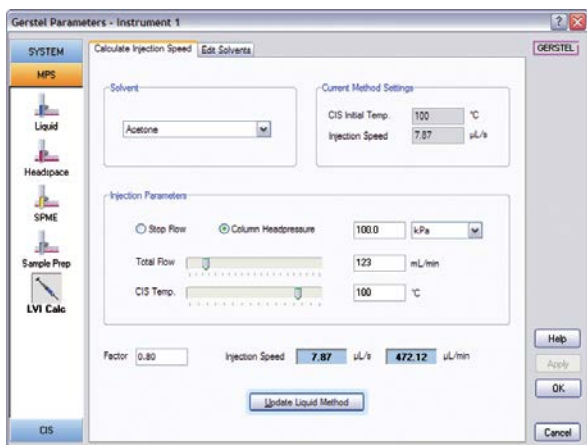 Gerstel Parameters - Instrument 1
SYSTEM
MPS
Liquid
Headspace
SPME
Sample Prep
LVI Calc
CIS
Calculate Injection Speed Edit Solvents
GERSTEL
Solvent
Acetone
Current Method Settings
CIS Initial Temp. 100 °C
Injection Speed 7.87 µL/s
Injection Parameters
Stop Flow Column Headpressure 100.0 kPa
Total Flow 123 mL/min
CIS Temp. 100 °C
Factor 0.80 Injection Speed 7.87 µL/s 472.12 µL/min
Update Liquid Method
Help
Apply
OK
Cancel